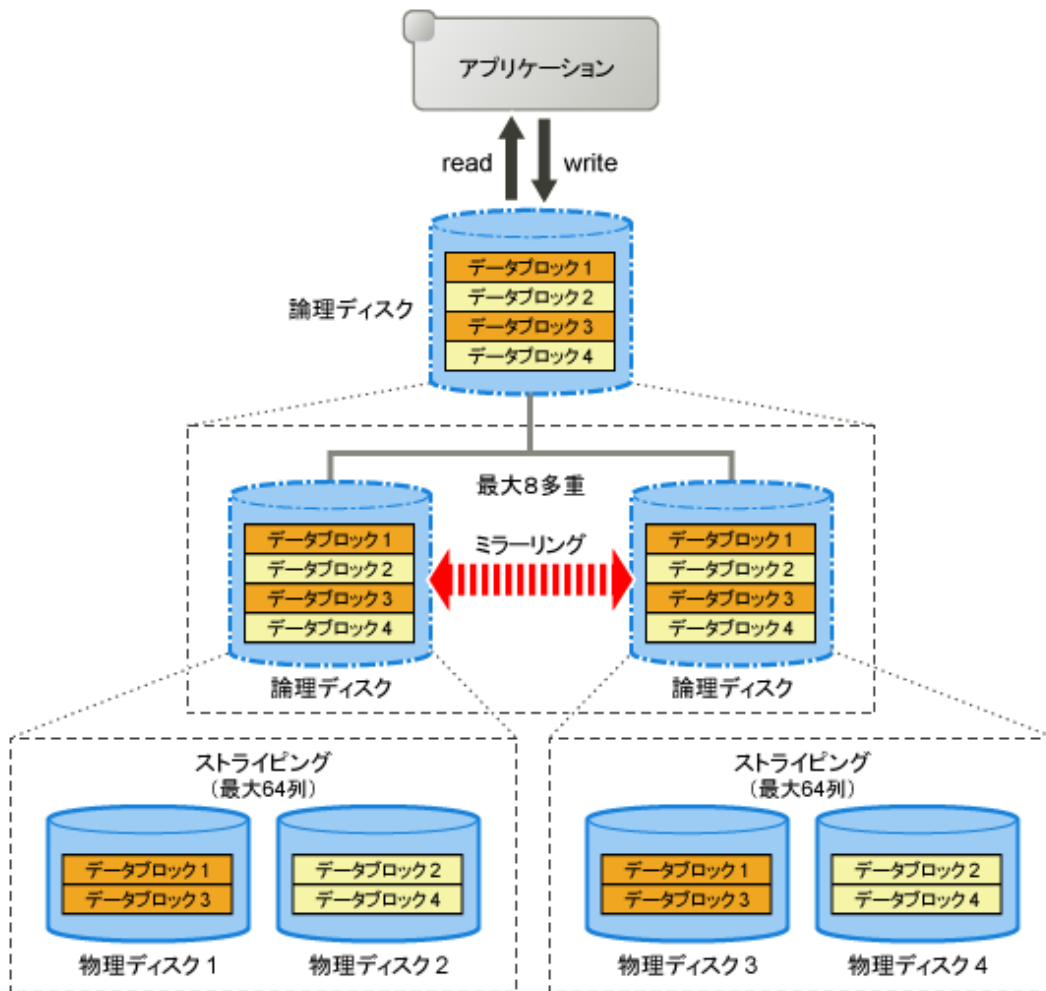 アプリケーション
read
write
データブロック1
データブロック2
データブロック3
データブロック4
論理ディスク
最大8多重
ミラーリング
データブロック1
データブロック2
データブロック3
データブロック4
論理ディスク
データブロック1
データブロック2
データブロック3
データブロック4
論理ディスク
ストライピング
（最大64列）
データブロック1
データブロック3
物理ディスク1
データブロック2
データブロック4
物理ディスク2
ストライピング
（最大64列）
データブロック1
データブロック3
物理ディスク3
データブロック2
データブロック4
物理ディスク4